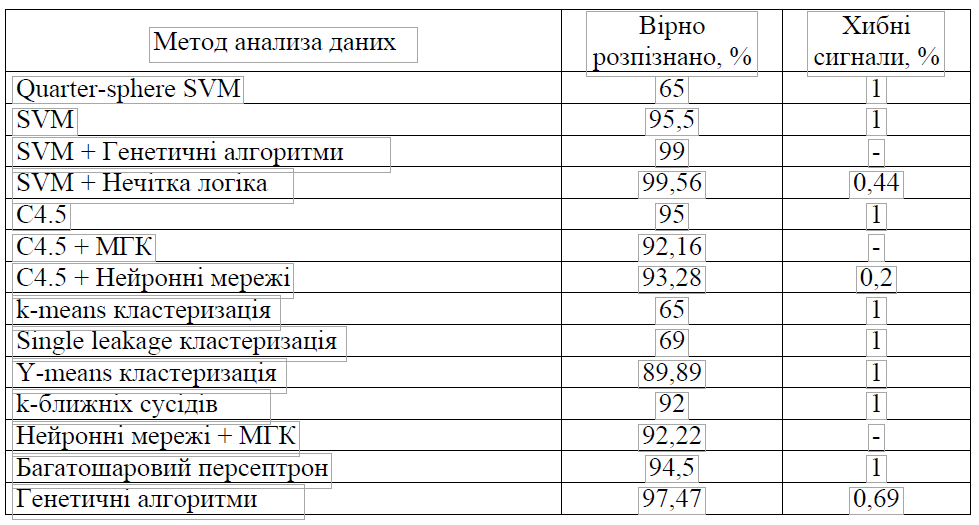 Метод анализа даних
Вірно
розпізнано, %
Хибні
сигнали, %
Quarter-sphere SVM 65 1
SVM 95,5 1
SVM + Генетичні алгоритми 99 -
SVM + Нечітка логіка 99,56 0,44
C4.5 95 1
C4.5 + МГК 92,16 -
C4.5 + Нейронні мережі 93,28 0,2
k-means кластеризація 65 1
Single leakage кластеризація 69 1
Y-means кластеризація 89,89 1
k-ближніх сусідів 92 1
Нейронні мережі + МГК 92,22 -
Багатошаровий персептрон 94,5 1
Генетичні алгоритми 97,47 0,69